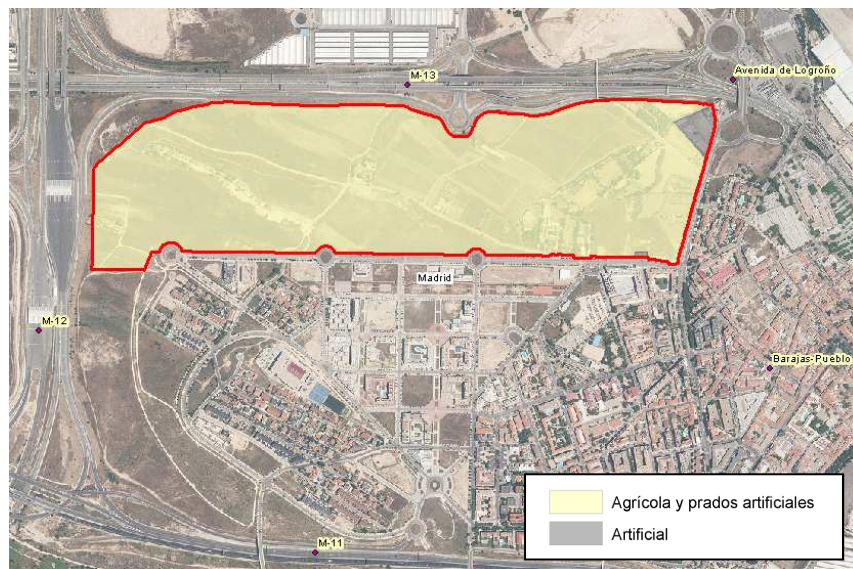 M-13
Avenida de Logroño
Madrid
M-12
Barajas-Pueblo
M-11
Agrícola y prados artificiales
Artificial